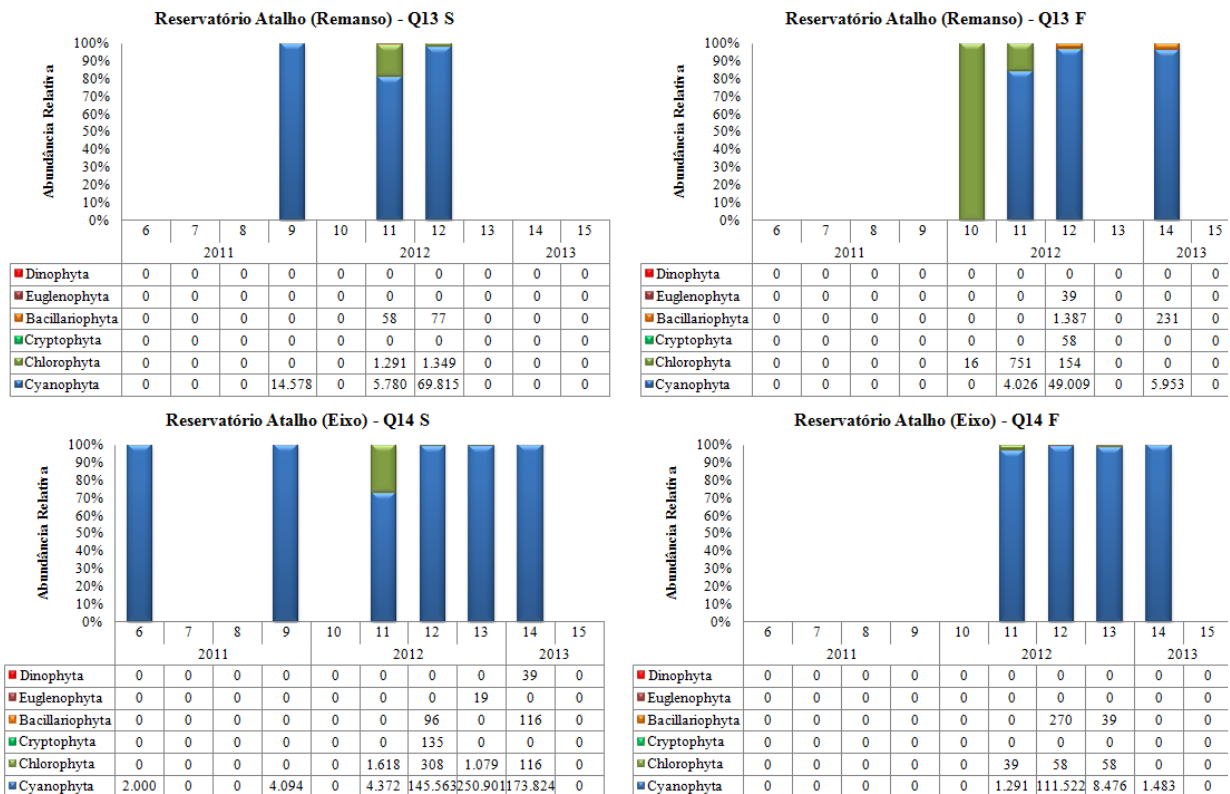 Reservatório Atalho (Remanso) - Q13 S
Abundância Relativa
100%
90%
80%
70%
60%
50%
40%
30%
20%
10%
0%
6 7 8 9 10 11 12 13 14 15
2011 2012 2013
Dinophyta 0 0 0 0 0 0 0 0 0 0
Euglenophyta 0 0 0 0 0 0 0 0 0 0
Bacillariophyta 0 0 0 0 0 58 77 0 0 0
Cryptophyta 0 0 0 0 0 0 0 0 0 0
Chlorophyta 0 0 0 0 0 1.291 1.349 0 0 0
Cyanophyta 0 0 0 14.578 0 5.780 69.815 0 0 0
Reservatório Atalho (Remanso) - Q13 F
Abundância Relativa
100%
90%
80%
70%
60%
50%
40%
30%
20%
10%
0%
6 7 8 9 10 11 12 13 14 15
2011 2012 2013
Dinophyta 0 0 0 0 0 0 0 0 0 0
Euglenophyta 0 0 0 0 0 0 39 0 0 0
Bacillariophyta 0 0 0 0 0 0 1.387 0 231 0
Cryptophyta 0 0 0 0 0 0 58 0 0 0
Chlorophyta 0 0 0 0 16 751 154 0 0 0
Cyanophyta 0 0 0 0 0 4.026 49.009 0 5.953 0
Reservatório Atalho (Eixo) - Q14 S
Abundância Relativa
100%
90%
80%
70%
60%
50%
40%
30%
20%
10%
0%
6 7 8 9 10 11 12 13 14 15
2011 2012 2013
Dinophyta 0 0 0 0 0 0 0 0 39 0
Euglenophyta 0 0 0 0 0 0 0 19 0 0
Bacillariophyta 0 0 0 0 0 0 96 0 116 0
Cryptophyta 0 0 0 0 0 0 135 0 0 0
Chlorophyta 0 0 0 0 0 1.618 308 1.079 116 0
Cyanophyta 2.000 0 0 4.094 0 4.372 145.563 250.901 173.824 0
Reservatório Atalho (Eixo) - Q14 F
Abundância Relativa
100%
90%
80%
70%
60%
50%
40%
30%
20%
10%
0%
6 7 8 9 10 11 12 13 14 15
2011 2012 2013
Dinophyta 0 0 0 0 0 0 0 0 0 0
Euglenophyta 0 0 0 0 0 0 0 0 0 0
Bacillariophyta 0 0 0 0 0 0 270 39 0 0
Cryptophyta 0 0 0 0 0 0 0 0 0 0
Chlorophyta 0 0 0 0 0 39 58 58 0 0
Cyanophyta 0 0 0 0 0 1.291 111.522 8.476 1.483 0